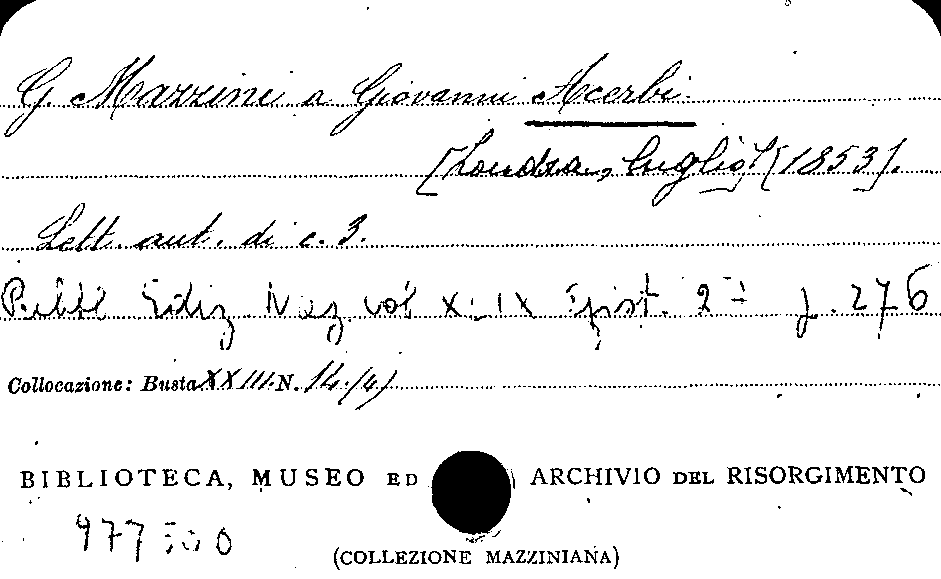 G. Mazzini a Giovanni Acerbi.
[Londra, luglio] [1853].
Lett. aut. di c. 3.
Pubbl Ediz Naz vol XLIX Epist. 27 p. 276
Collocazione: Busta XXIII N. 14 (4)
BIBLIOTECA, MUSEO ED ARCHIVIO DEL RISORGIMENTO
977
(COLLEZIONE MAZZINIANA)